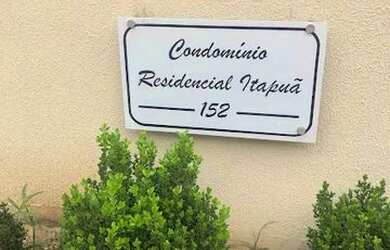 Condomínio
Residencial Itapuã
152